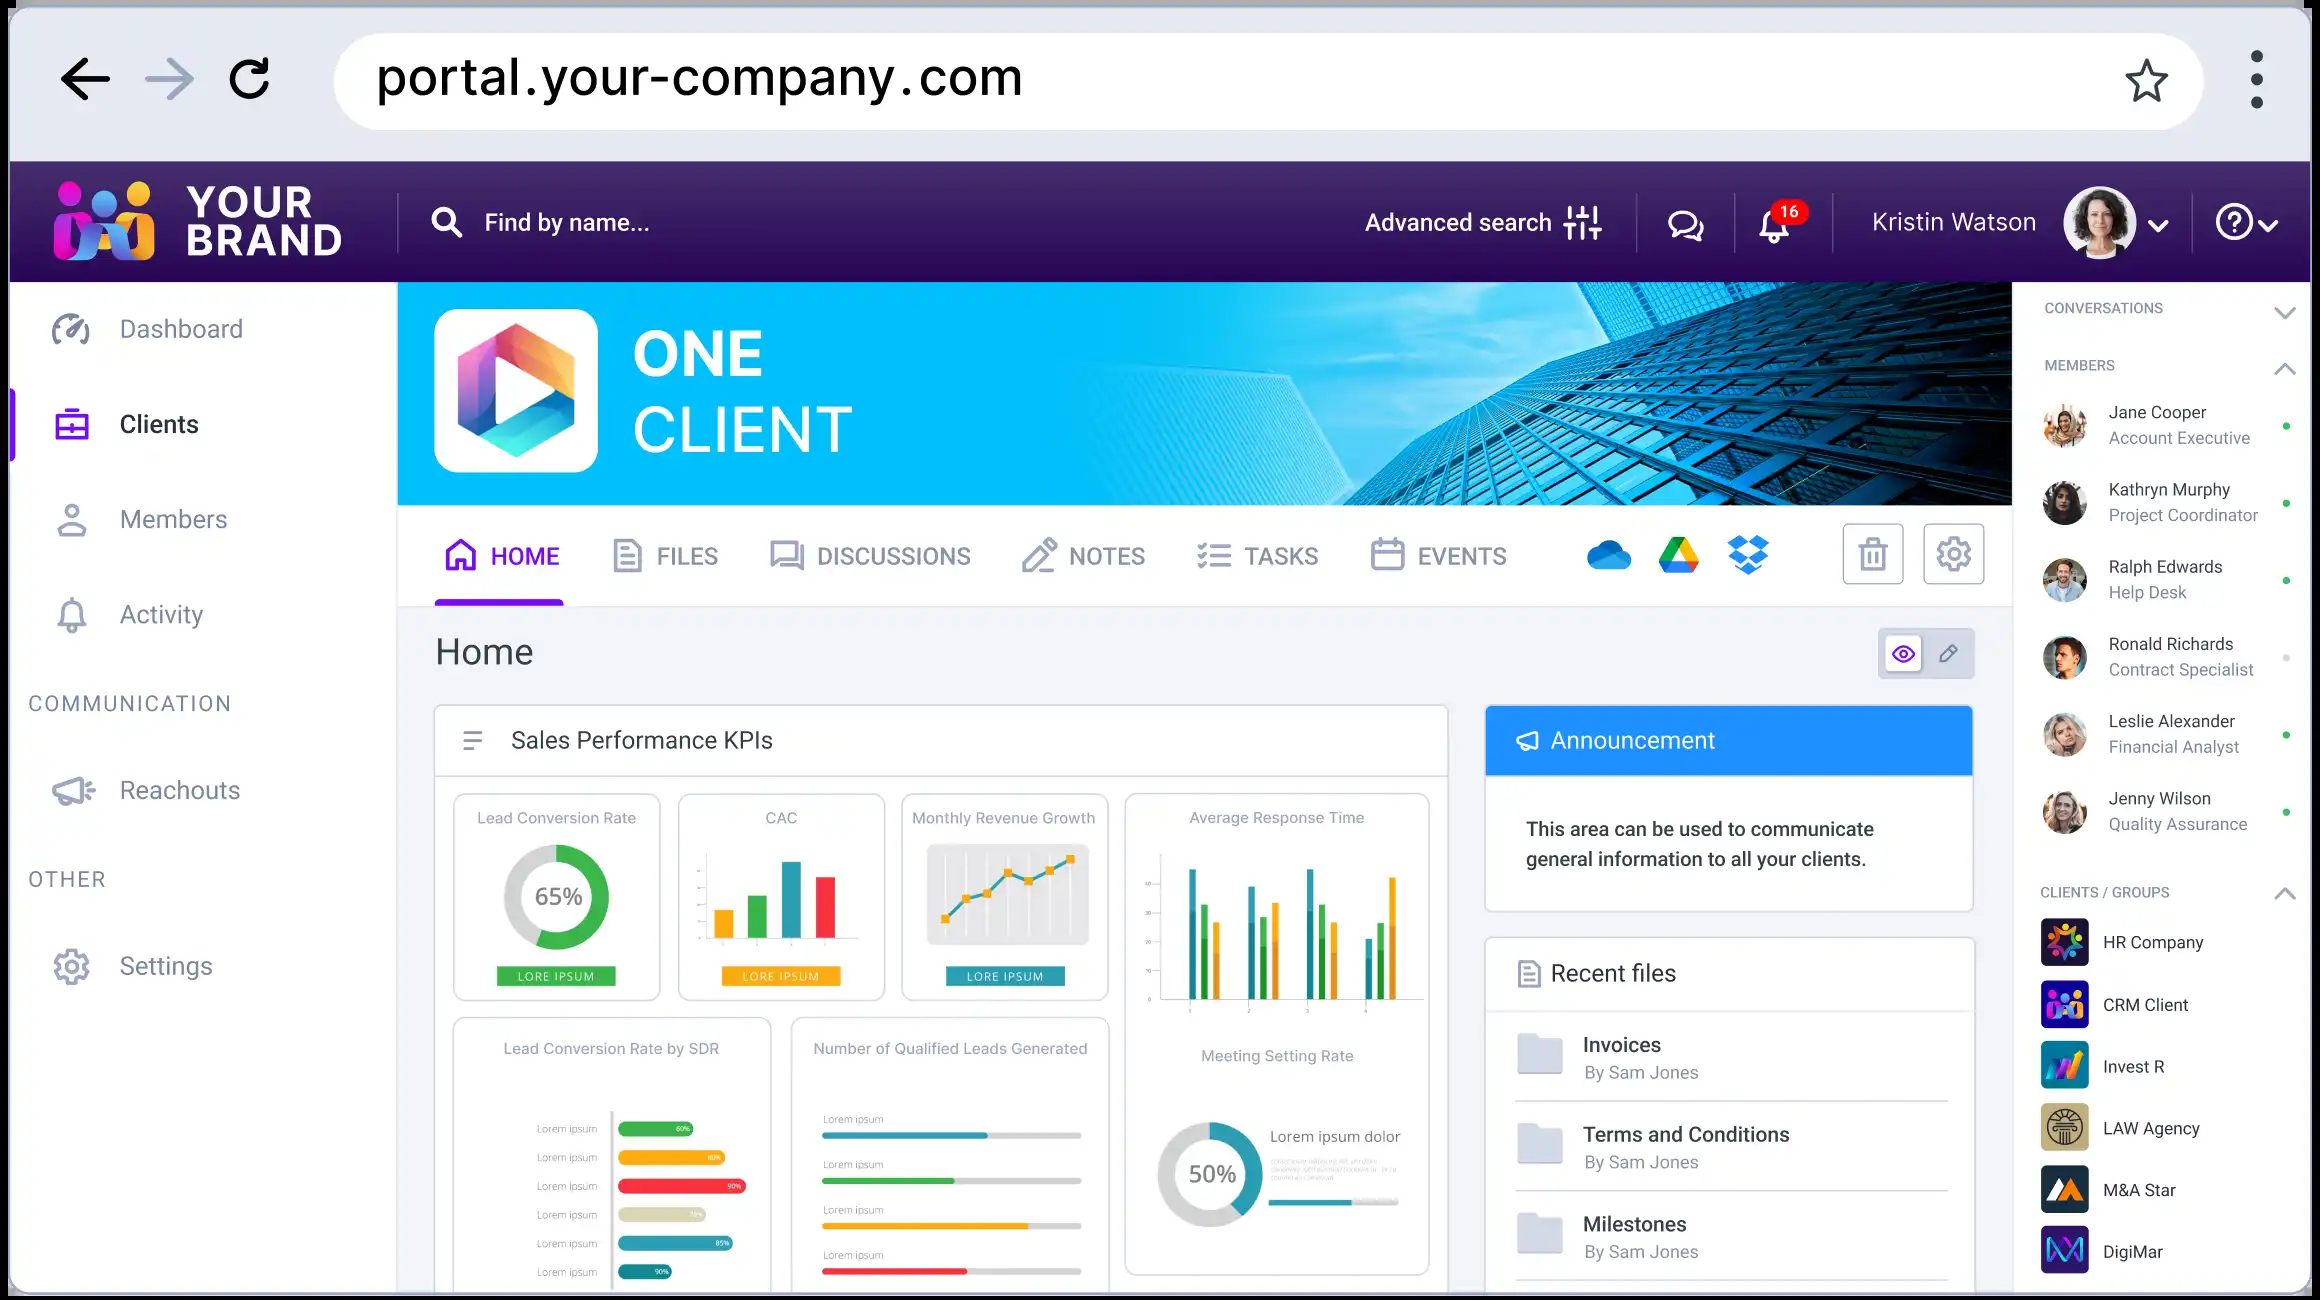 portal.your-company.com
YOUR
BRAND
Find by name...
Advanced search
16
Kristin Watson
Dashboard
Clients
Members
Activity
COMMUNICATION
Reachouts
OTHER
Settings
ONE
CLIENT
HOME
FILES
DISCUSSIONS
NOTES
TASKS
EVENTS
Home
Sales Performance KPIs
Lead Conversion Rate
65%
LORE IPSUM
CAC
LORE IPSUM
Monthly Revenue Growth
LORE IPSUM
Average Response Time
Lead Conversion Rate by SDR
Lorem ipsum
60%
Lorem ipsum
80%
Lorem ipsum
90%
Lorem ipsum
Lorem ipsum
85%
Lorem ipsum
90%
Number of Qualified Leads Generated
Lorem ipsum
Lorem ipsum
Lorem ipsum
Lorem ipsum
Meeting Setting Rate
50%
Lorem ipsum dolor
Announcement
This area can be used to communicate
general information to all your clients.
Recent files
Invoices
By Sam Jones
Terms and Conditions
By Sam Jones
Milestones
By Sam Jones
CONVERSATIONS
MEMBERS
Jane Cooper
Account Executive
Kathryn Murphy
Project Coordinator
Ralph Edwards
Help Desk
Ronald Richards
Contract Specialist
Leslie Alexander
Financial Analyst
Jenny Wilson
Quality Assurance
CLIENTS / GROUPS
HR Company
CRM Client
Invest R
LAW Agency
M&A Star
DigiMar